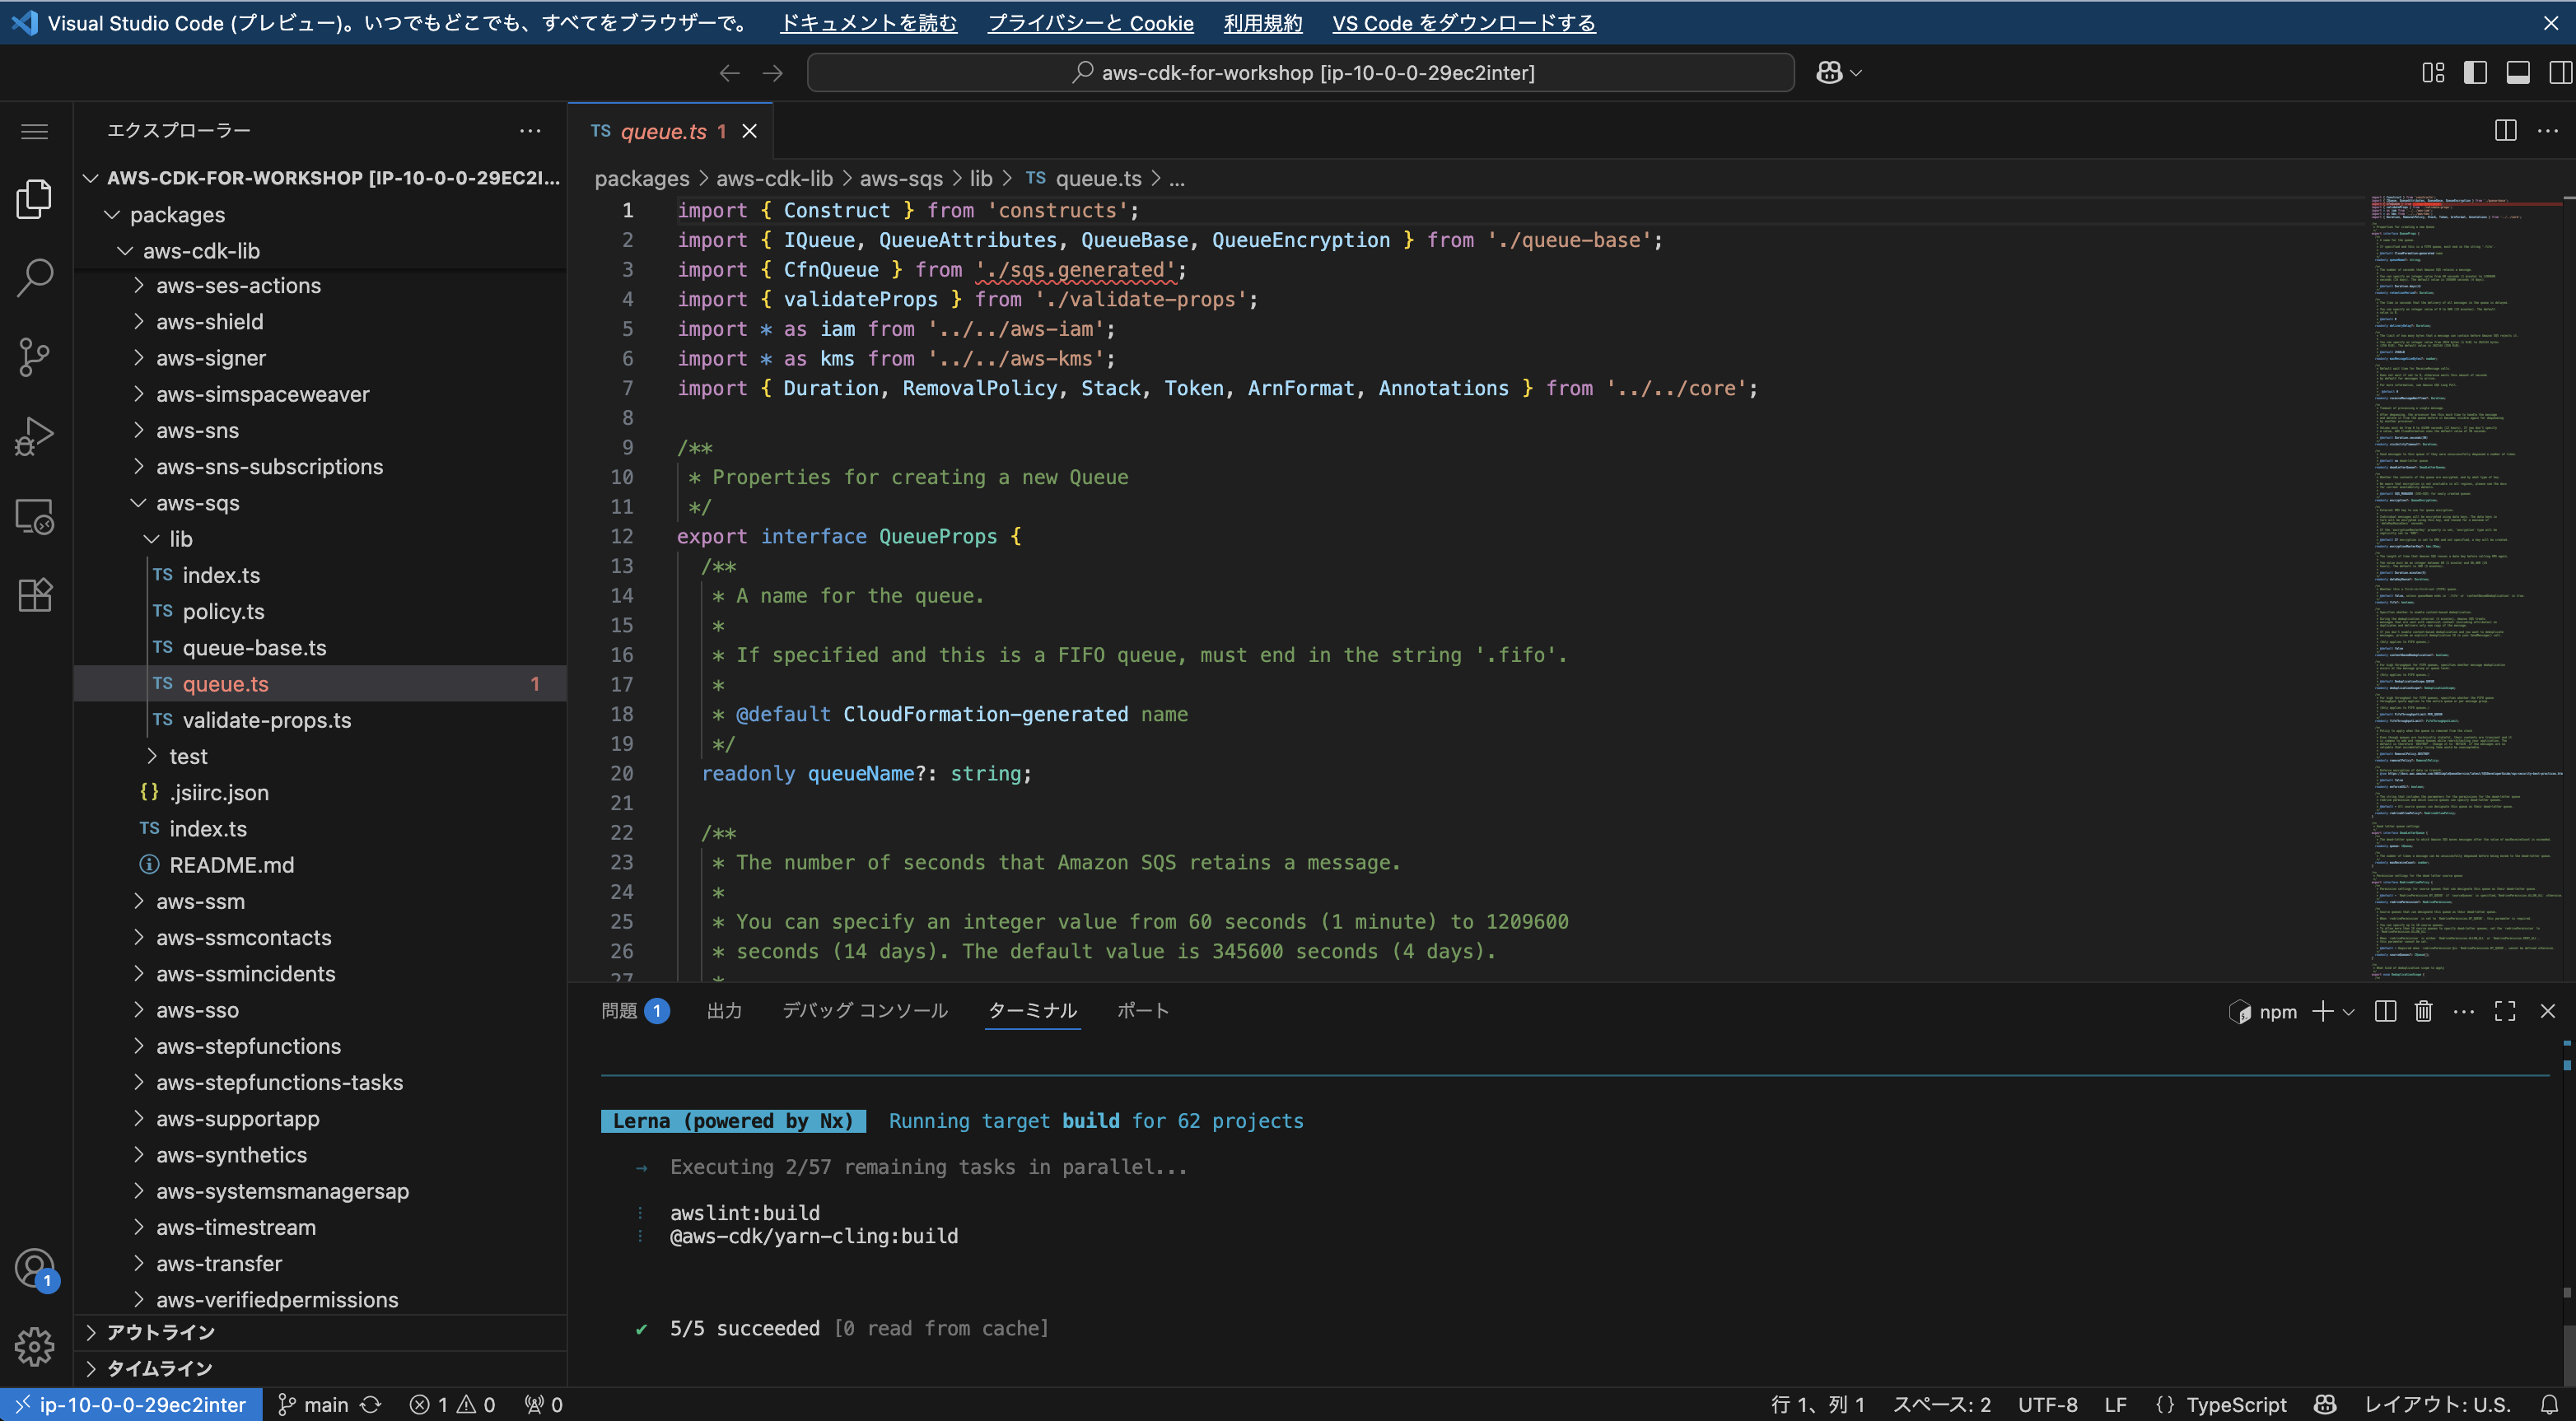 Visual Studio Code (プレビュー)。いつでもどこでも、すべてをブラウザーで。 ドキュメントを読む プライバシーと Cookie 利用規約 VS Code をダウンロードする
aws-cdk-for-workshop [ip-10-0-0-29ec2inter]
エクスプローラー
AWS-CDK-FOR-WORKSHOP [IP-10-0-0-29EC2I...
packages
aws-cdk-lib
aws-ses-actions
aws-shield
aws-signer
aws-simspaceweaver
aws-sns
aws-sns-subscriptions
aws-sqs
lib
TS index.ts
TS policy.ts
TS queue-base.ts
TS queue.ts 1
TS validate-props.ts
test
{} .jsiirc.json
TS index.ts
README.md
aws-ssm
aws-ssmcontacts
aws-ssmincidents
aws-sso
aws-stepfunctions
aws-stepfunctions-tasks
aws-supportapp
aws-synthetics
aws-systemsmanagersap
aws-timestream
aws-transfer
aws-verifiedpermissions
アウトライン
タイムライン
1
TS queue.ts 1
packages > aws-cdk-lib > aws-sqs > lib > TS queue.ts > ...
1 import { Construct } from 'constructs';
2 import { IQueue, QueueAttributes, QueueBase, QueueEncryption } from './queue-base';
3 import { CfnQueue } from './sqs.generated';
4 import { validateProps } from './validate-props';
5 import * as iam from '../../aws-iam';
6 import * as kms from '../../aws-kms';
7 import { Duration, RemovalPolicy, Stack, Token, ArnFormat, Annotations } from '../../core';
8
9 /**
10 * Properties for creating a new Queue
11 */
12 export interface QueueProps {
13 /**
14 * A name for the queue.
15 *
16 * If specified and this is a FIFO queue, must end in the string '.fifo'.
17 *
18 * @default CloudFormation-generated name
19 */
20 readonly queueName?: string;
21
22 /**
23 * The number of seconds that Amazon SQS retains a message.
24 *
25 * You can specify an integer value from 60 seconds (1 minute) to 1209600
26 * seconds (14 days). The default value is 345600 seconds (4 days).
27 *
問題 1 出力 デバッグ コンソール ターミナル ポート
npm
Lerna (powered by Nx) Running target build for 62 projects
→ Executing 2/57 remaining tasks in parallel...
awslint:build
@aws-cdk/yarn-cling:build
✔ 5/5 succeeded [0 read from cache]
ip-10-0-0-29ec2inter main 1 0 0
行 1、列 1 スペース: 2 UTF-8 LF {} TypeScript レイアウト: U.S.